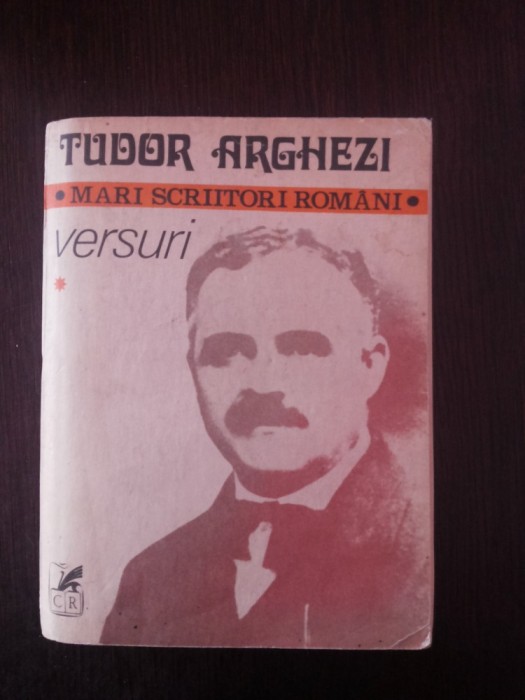 TUDOR ARGHEZI
• MARI SCRIITORI ROMÂNI •
versuri
*
C R